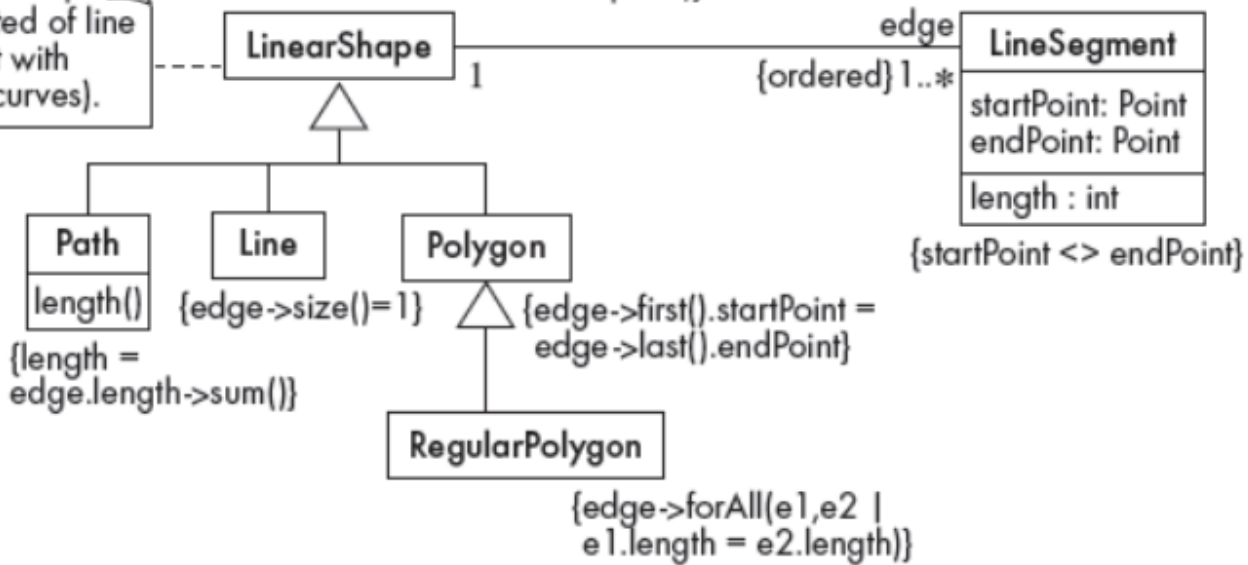 ted of line
t with
curves).
LinearShape
1
edge
{ordered} 1..*
LineSegment
startPoint: Point
endPoint: Point
length : int
{startPoint <> endPoint}
Path
length()
{length =
edge.length->sum()}
Line
{edge->size()=1}
Polygon
{edge->first().startPoint =
edge->last().endPoint}
RegularPolygon
{edge->forAll(e1,e2 |
e1.length = e2.length)}